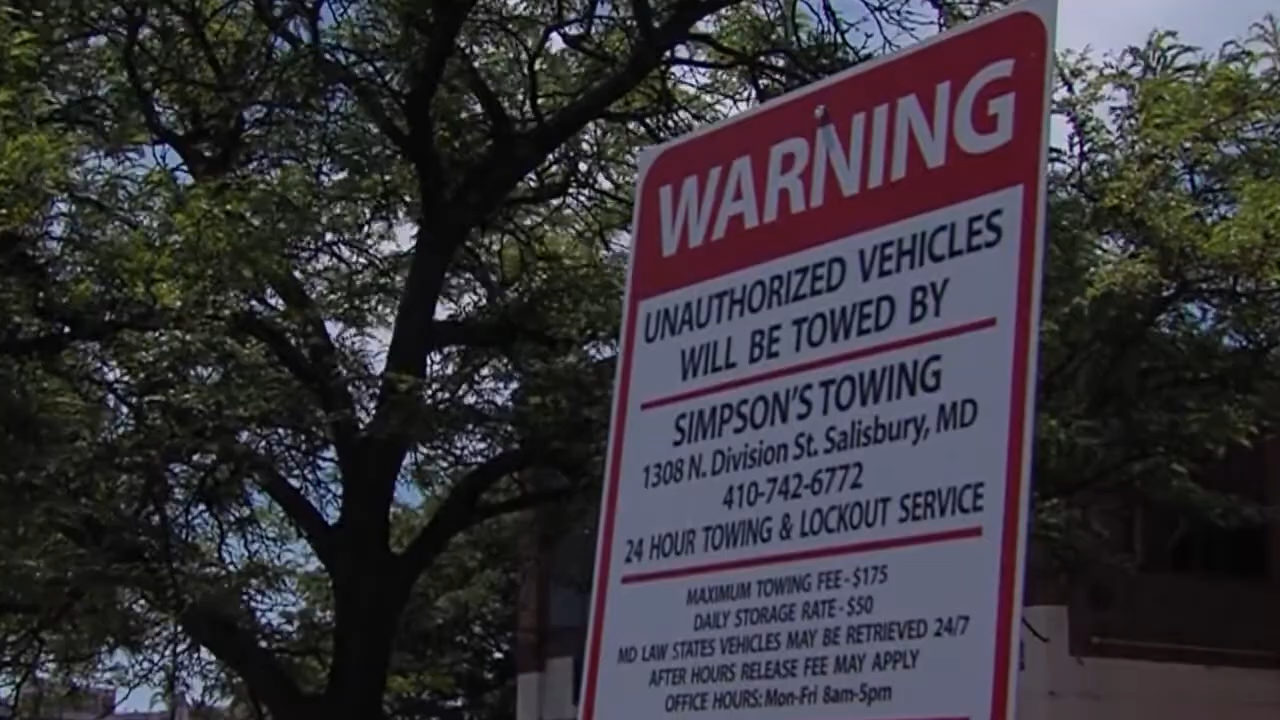 WARNING
UNAUTHORIZED VEHICLES
WILL BE TOWED BY
SIMPSON'S TOWING
1308 N. Division St. Salisbury, MD
410-742-6772
24 HOUR TOWING & LOCKOUT SERVICE
MAXIMUM TOWING FEE - $175
DAILY STORAGE RATE - $50
MD LAW STATES VEHICLES MAY BE RETRIEVED 24/7
AFTER HOURS RELEASE FEE MAY APPLY
OFFICE HOURS: Mon-Fri 8am-5pm